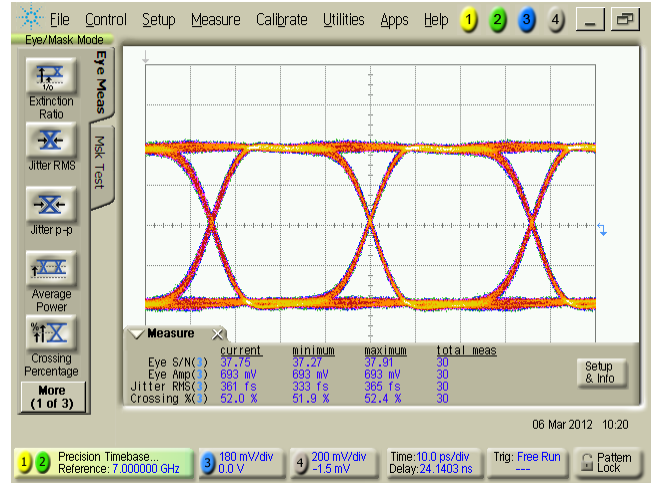 File Control Setup Measure Calibrate Utilities Apps Help 1 2 3 4
Eye/Mask Mode
Eye Meas
Msk Test
1/0
Extinction
Ratio
Jitter RMS
Jitter p-p
Average
Power
%
Crossing
Percentage
More
(1 of 3)
Measure
current minimum maximum total meas
Eye S/N(3) 37.75 37.27 37.91 30
Eye Amp(3) 693 mV 693 mV 693 mV 30
Jitter RMS(3) 361 fs 333 fs 365 fs 30
Crossing %(3) 52.0 % 51.9 % 52.4 % 30
Setup
& Info
06 Mar 2012 10:20
1 2 Precision Timebase...
Reference: 7.000000 GHz
3 180 mV/div
0.0 V
4 200 mV/div
-1.5 mV
Time:10.0 ps/div
Delay:24.1403 ns
Trig: Free Run
---
Pattern
Lock